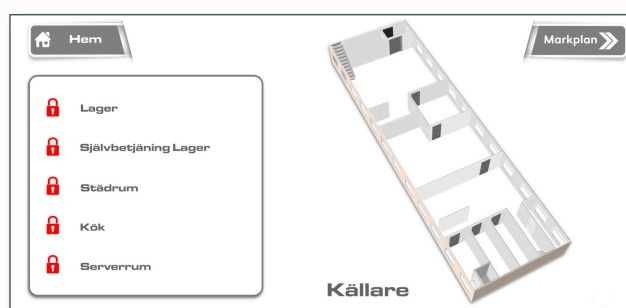 Hem
Markplan
Lager
Självbetjäning Lager
Städrum
Kök
Serverrum
Källare